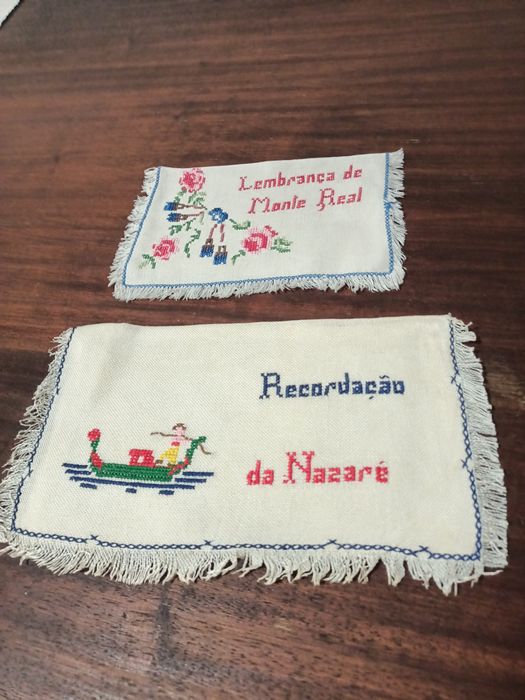 Lembrança de
Monte Real
Recordação
da Nazaré